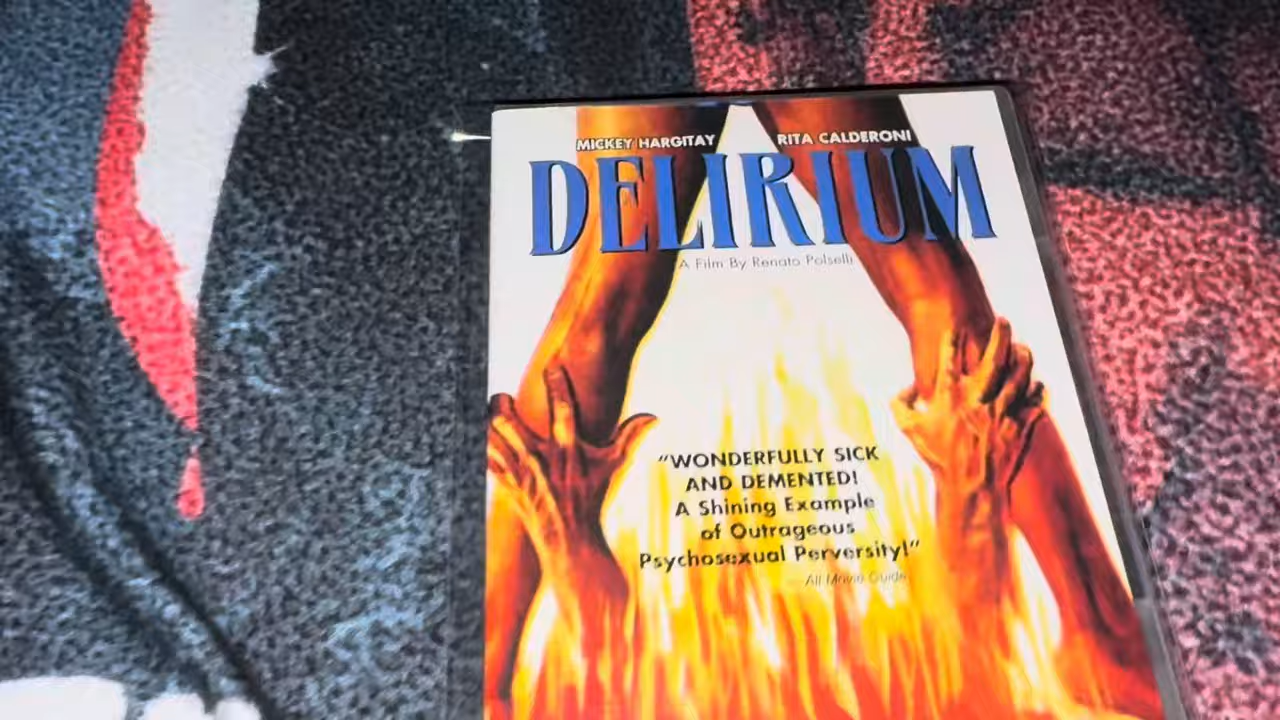 MICKEY HARGITAY RITA CALDERONI
DELIRIUM
A Film By Renato Polselli
"WONDERFULLY SICK
AND DEMENTED!
A Shining Example
of Outrageous
Psychosexual Perversity!"
All Movie Guide